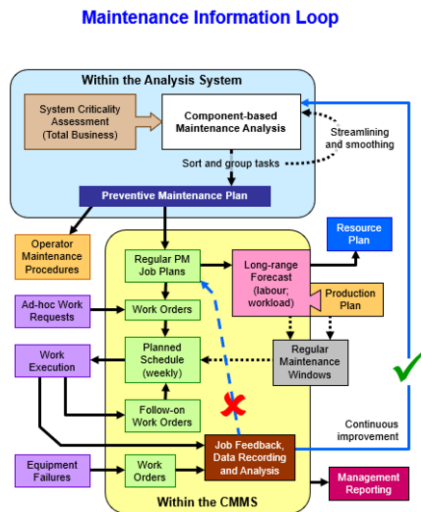 Maintenance Information Loop
Within the Analysis System
System Criticality
Assessment
(Total Business)
Component-based
Maintenance Analysis
Streamlining
and smoothing
Sort and group tasks
Preventive Maintenance Plan
Operator
Maintenance
Procedures
Regular PM
Job Plans
Long-range
Forecast
(labour;
workload)
Resource
Plan
Production
Plan
Ad-hoc Work
Requests
Work Orders
Work
Execution
Planned
Schedule
(weekly)
Regular
Maintenance
Windows
Follow-on
Work Orders
Continuous
improvement
Job Feedback,
Data Recording
and Analysis
Equipment
Failures
Work
Orders
Management
Reporting
Within the CMMS